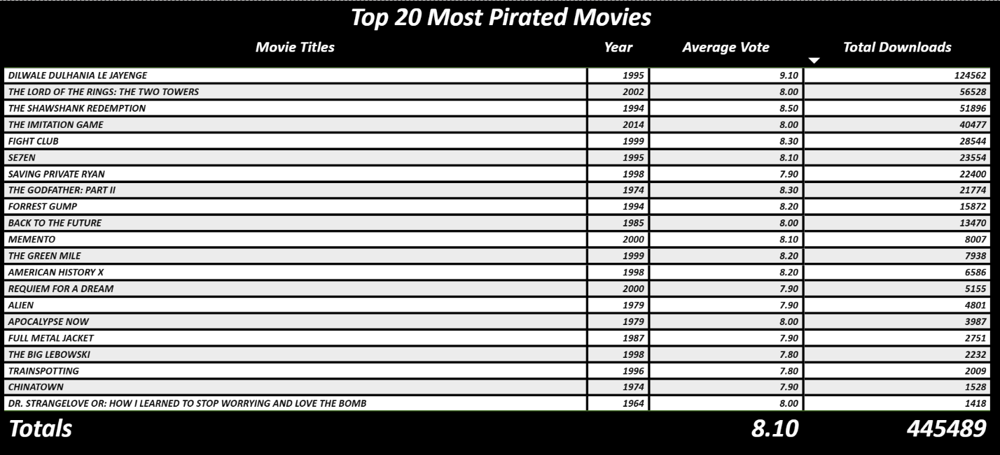 Top 20 Most Pirated Movies
Movie Titles Year Average Vote Total Downloads
DILWALE DULHANIA LE JAYENGE 1995 9.10 124562
THE LORD OF THE RINGS: THE TWO TOWERS 2002 8.00 56528
THE SHAWSHANK REDEMPTION 1994 8.50 51896
THE IMITATION GAME 2014 8.00 40477
FIGHT CLUB 1999 8.30 28544
SE7EN 1995 8.10 23554
SAVING PRIVATE RYAN 1998 7.90 22400
THE GODFATHER: PART II 1974 8.30 21774
FORREST GUMP 1994 8.20 15872
BACK TO THE FUTURE 1985 8.00 13470
MEMENTO 2000 8.10 8007
THE GREEN MILE 1999 8.20 7938
AMERICAN HISTORY X 1998 8.20 6586
REQUIEM FOR A DREAM 2000 7.90 5155
ALIEN 1979 7.90 4801
APOCALYPSE NOW 1979 8.00 3987
FULL METAL JACKET 1987 7.90 2751
THE BIG LEBOWSKI 1998 7.80 2232
TRAINSPOTTING 1996 7.80 2009
CHINATOWN 1974 7.90 1528
DR. STRANGELOVE OR: HOW I LEARNED TO STOP WORRYING AND LOVE THE BOMB 1964 8.00 1418
Totals 8.10 445489